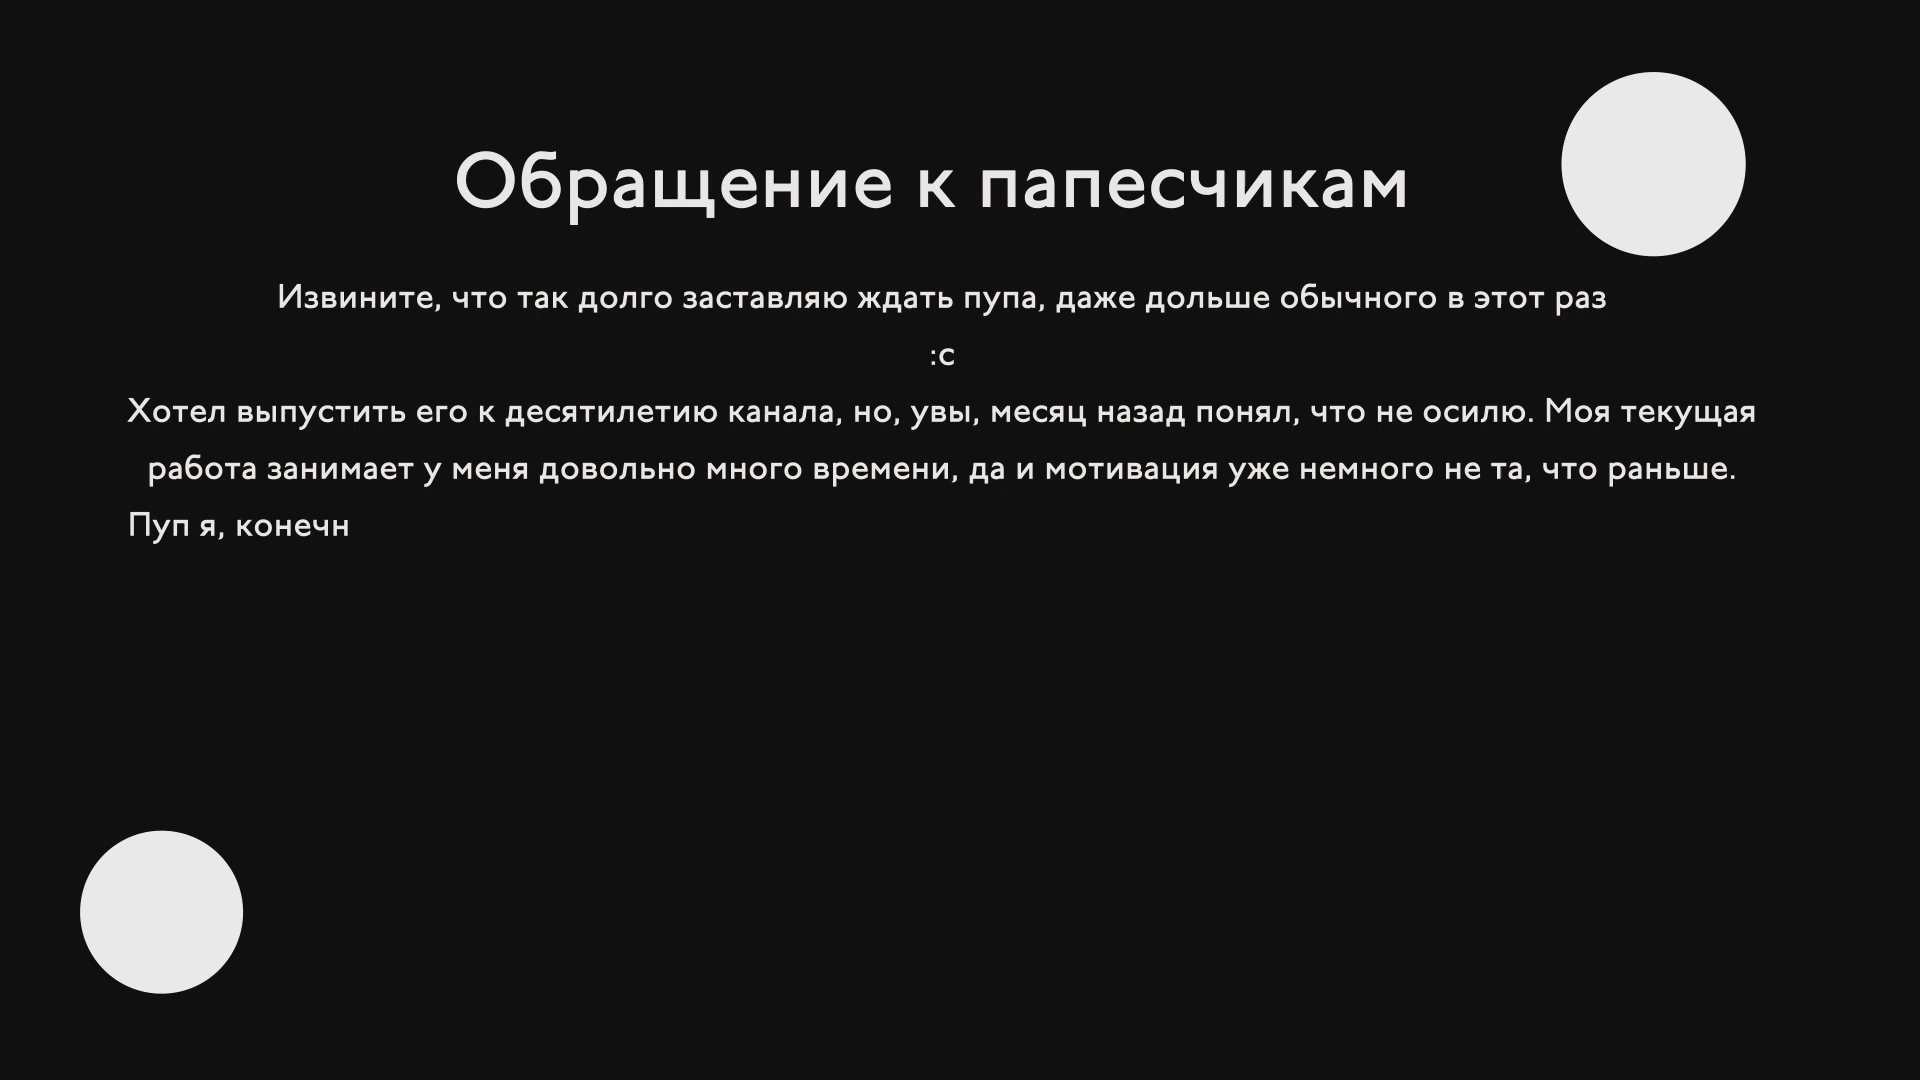 Обращение к папесчикам
Извините, что так долго заставляю ждать пупа, даже дольше обычного в этот раз
:с
Хотел выпустить его к десятилетию канала, но, увы, месяц назад понял, что не осилю. Моя текущая
работа занимает у меня довольно много времени, да и мотивация уже немного не та, что раньше.
Пуп я, конечн